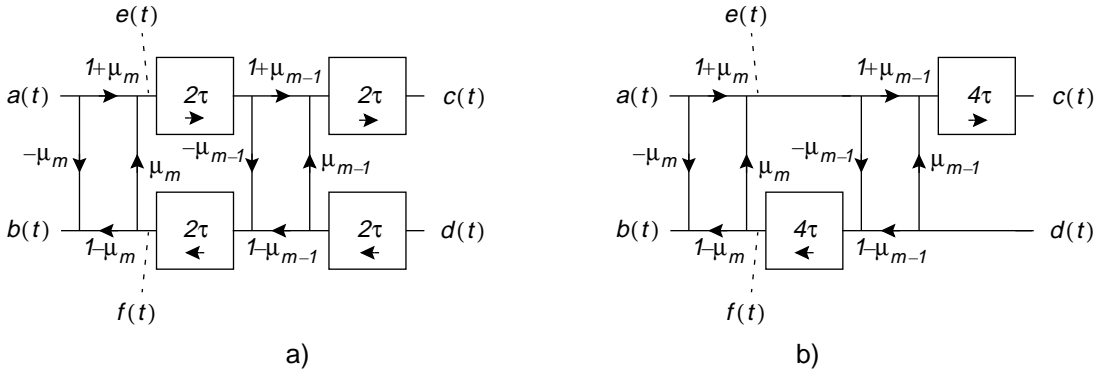 e(t) e(t)
1+μm 1+μm−1 1+μm 1+μm−1
a(t) 2τ 2τ c(t) a(t) 4τ c(t)
−μm μm −μm−1 μm−1 −μm μm −μm−1 μm−1
b(t) 2τ 2τ d(t) b(t) 4τ d(t)
1−μm 1−μm−1 1−μm 1−μm−1
f(t) f(t)
a) b)